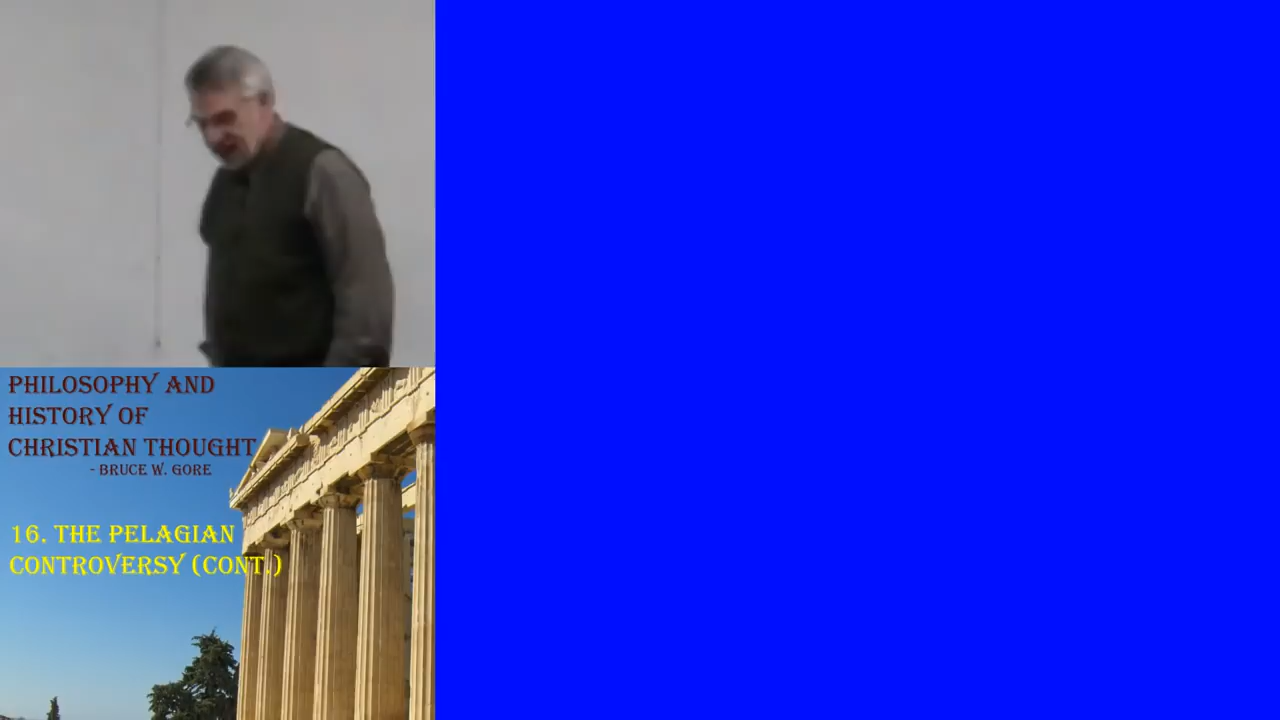 PHILOSOPHY AND
HISTORY OF
CHRISTIAN THOUGHT
- BRUCE W. GORE
16. THE PELAGIAN
CONTROVERSY (CONT.)